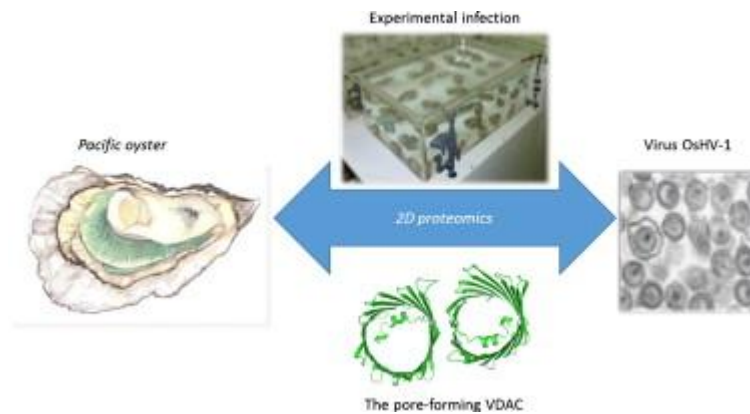 Experimental infection
Pacific oyster
Virus OsHV-1
2D proteomics
The pore-forming VDAC